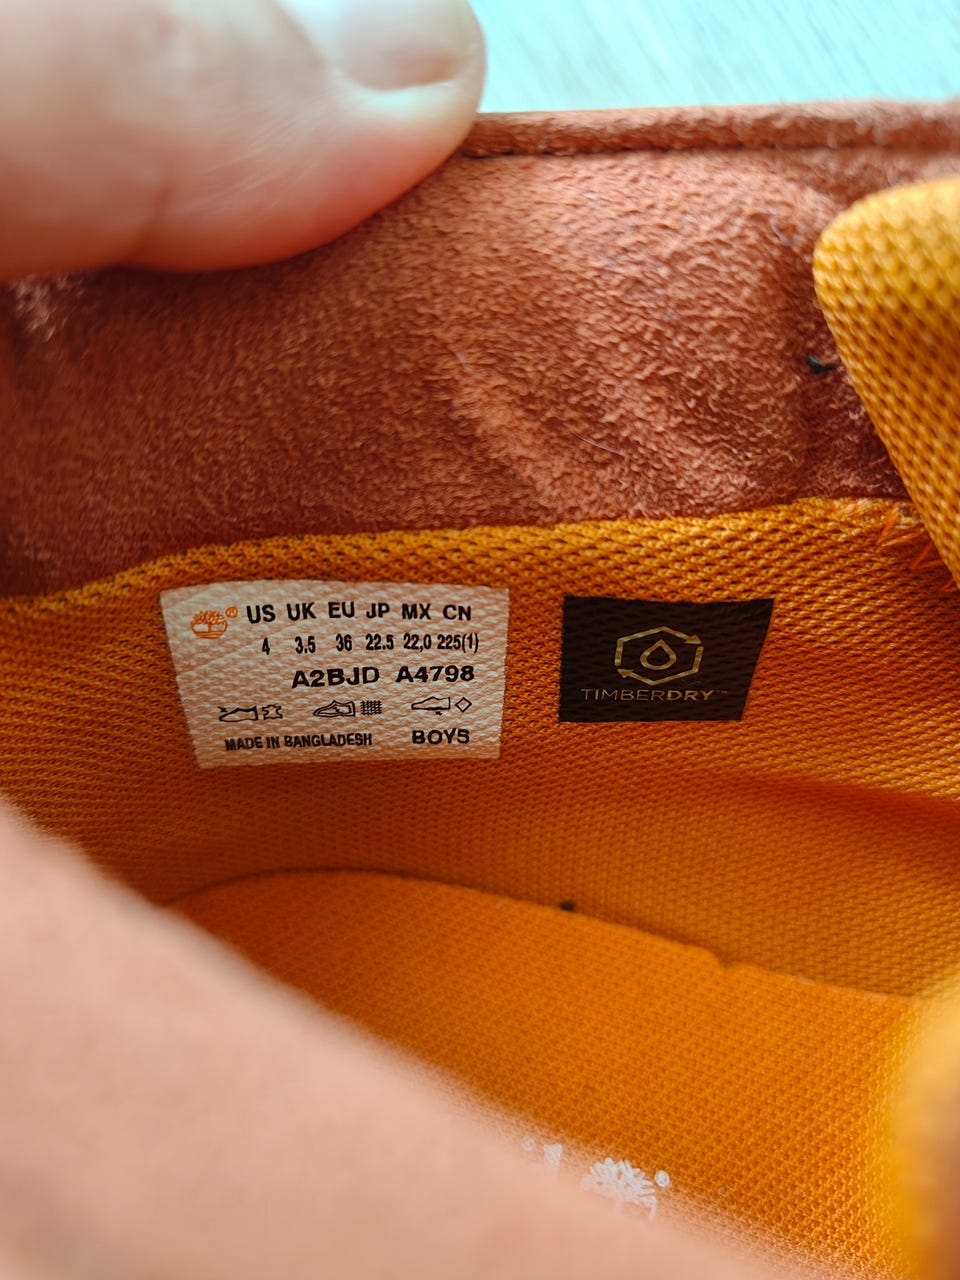 ® US UK EU JP MX CN
4 3.5 36 22.5 22,0 225(1)
A2BJD A4798
MADE IN BANGLADESH BOYS
TIMBERDRY™